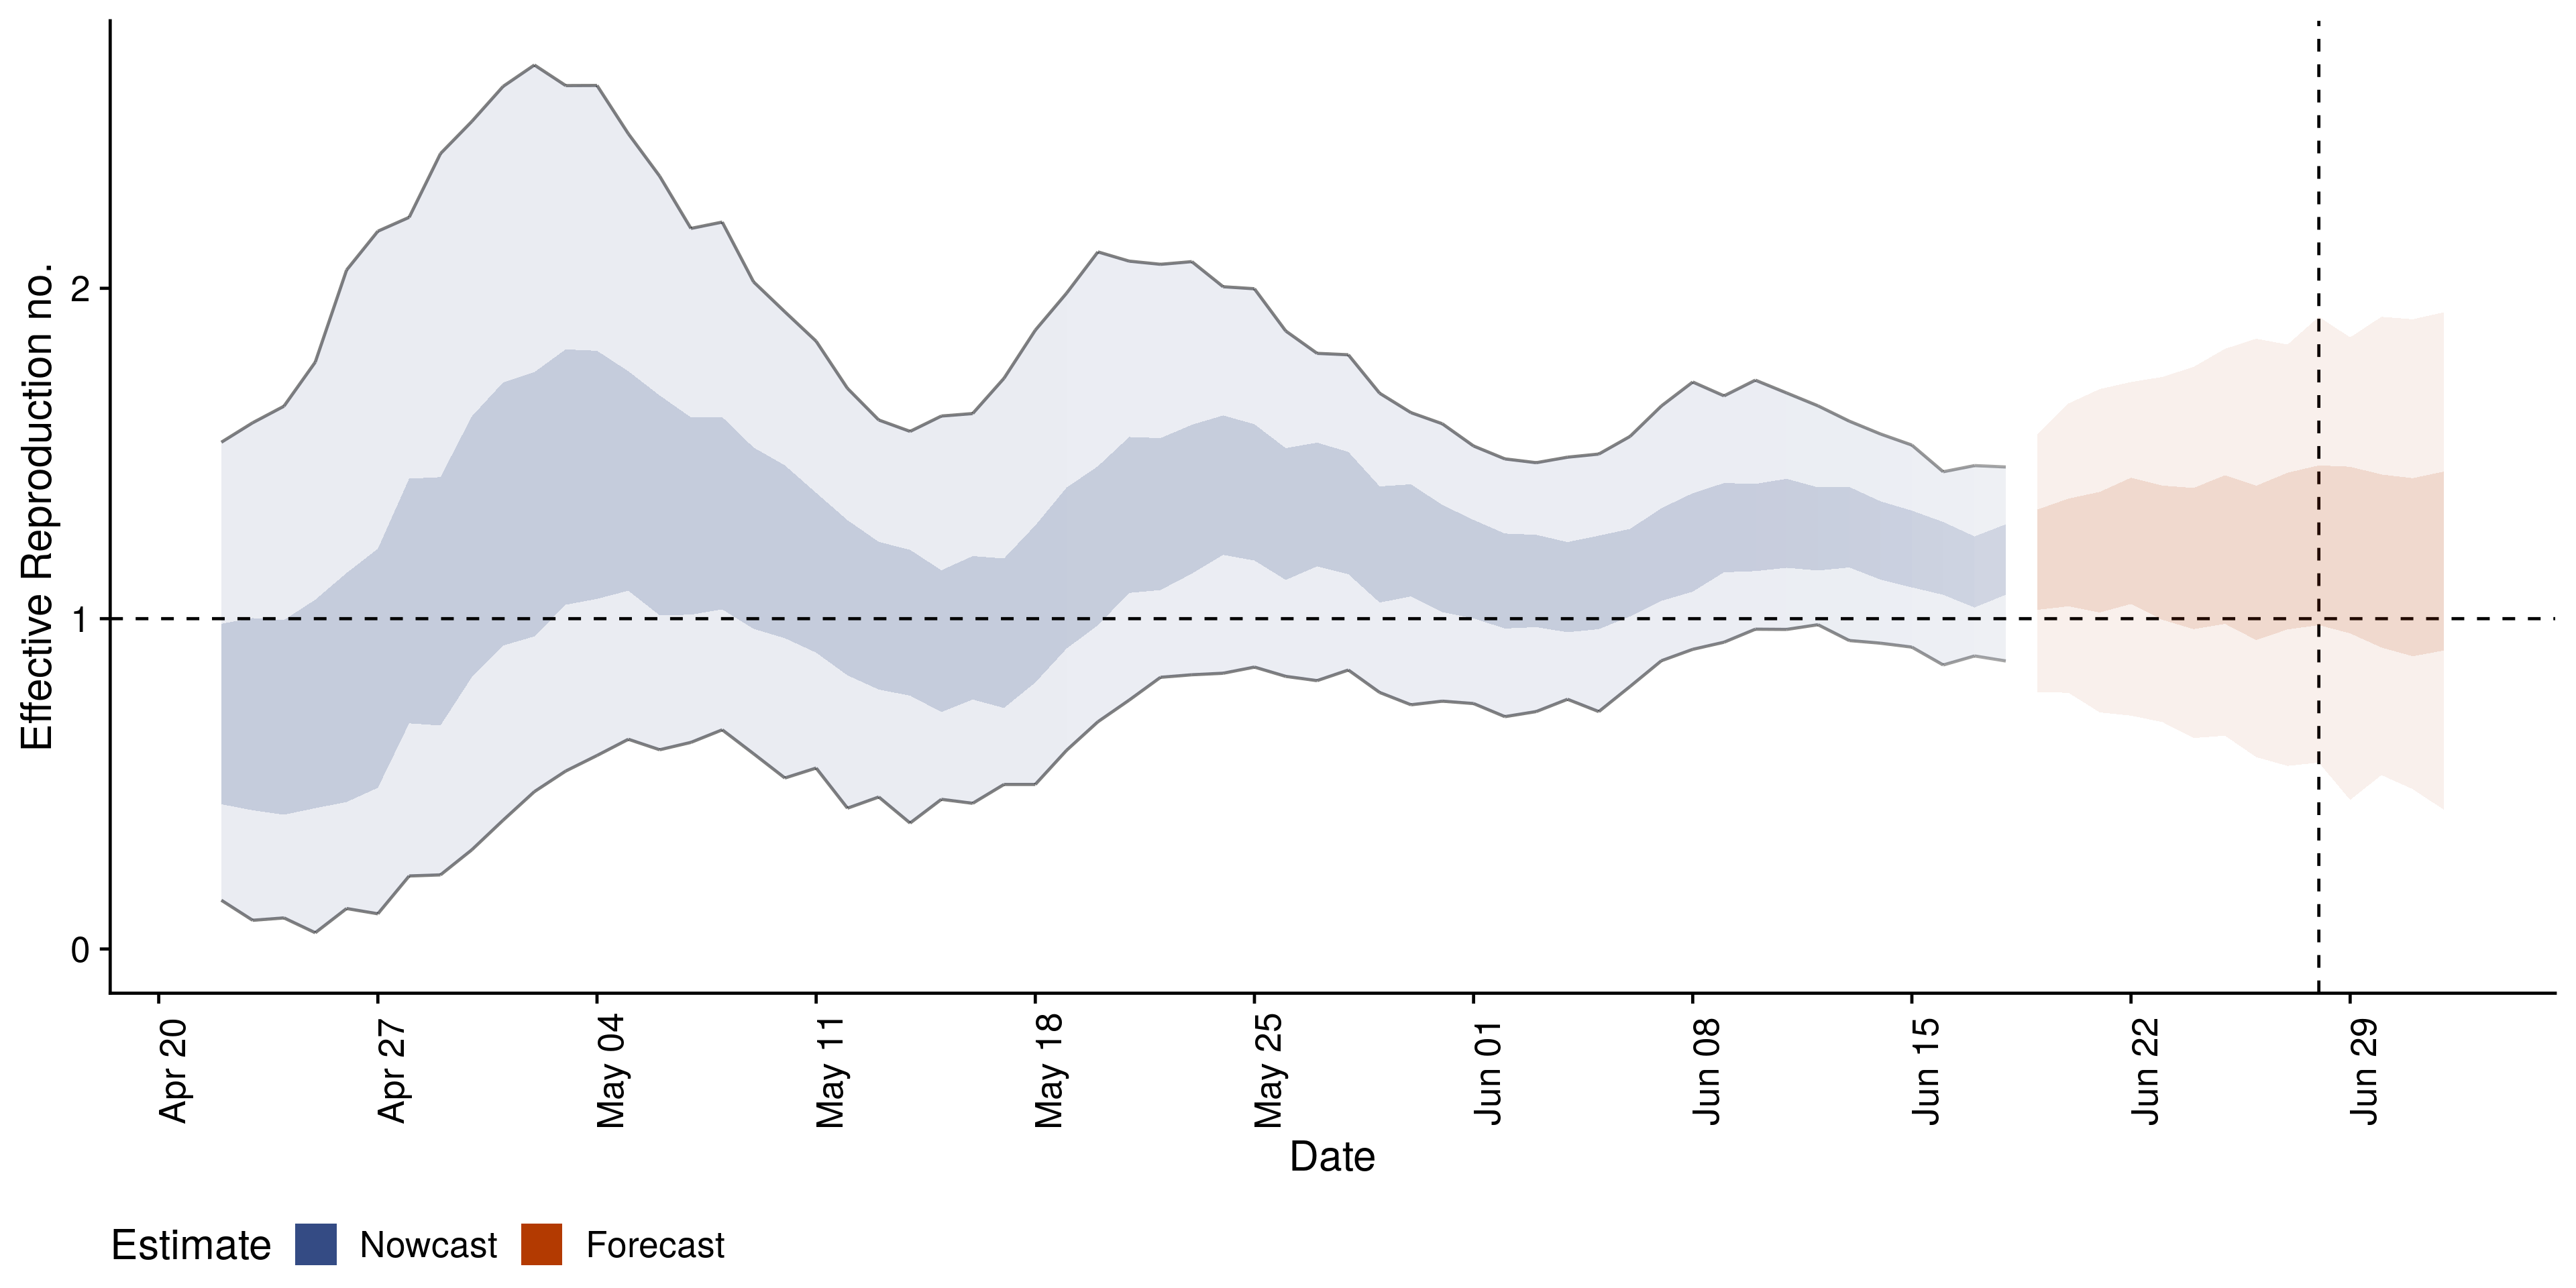 Effective Reproduction no.
2
1
0
Apr 20
Apr 27
May 04
May 11
May 18
May 25
Jun 01
Jun 08
Jun 15
Jun 22
Jun 29
Date
Estimate Nowcast Forecast